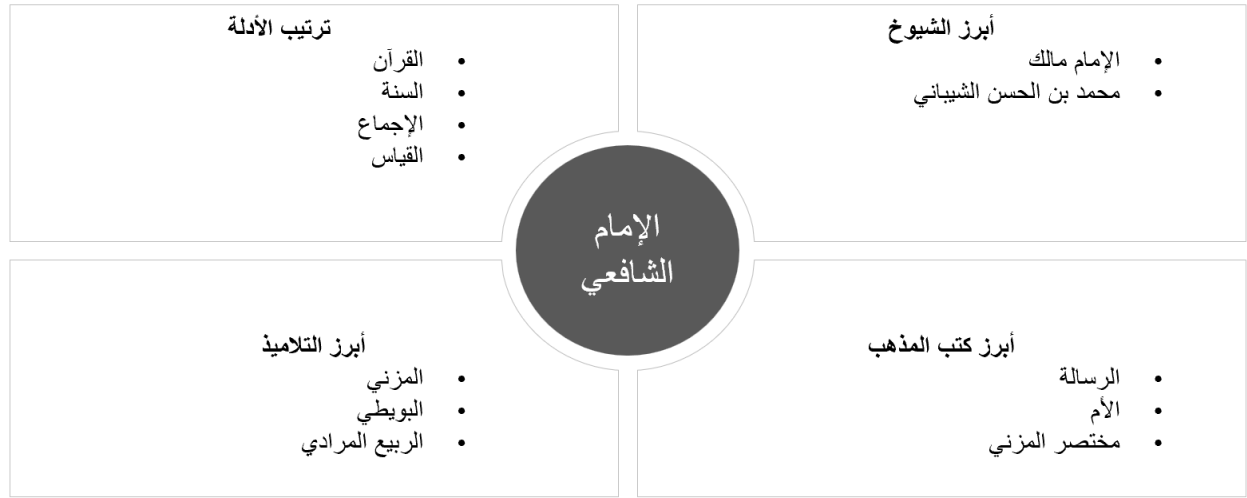 أبرز الشيوخ
• الإمام مالك
• محمد بن الحسن الشيباني
ترتيب الأدلة
• القرآن
• السنة
• الإجماع
• القياس
الإمام
الشافعي
أبرز كتب المذهب
• الرسالة
• الأم
• مختصر المزني
أبرز التلاميذ
• المزني
• البويطي
• الربيع المرادي